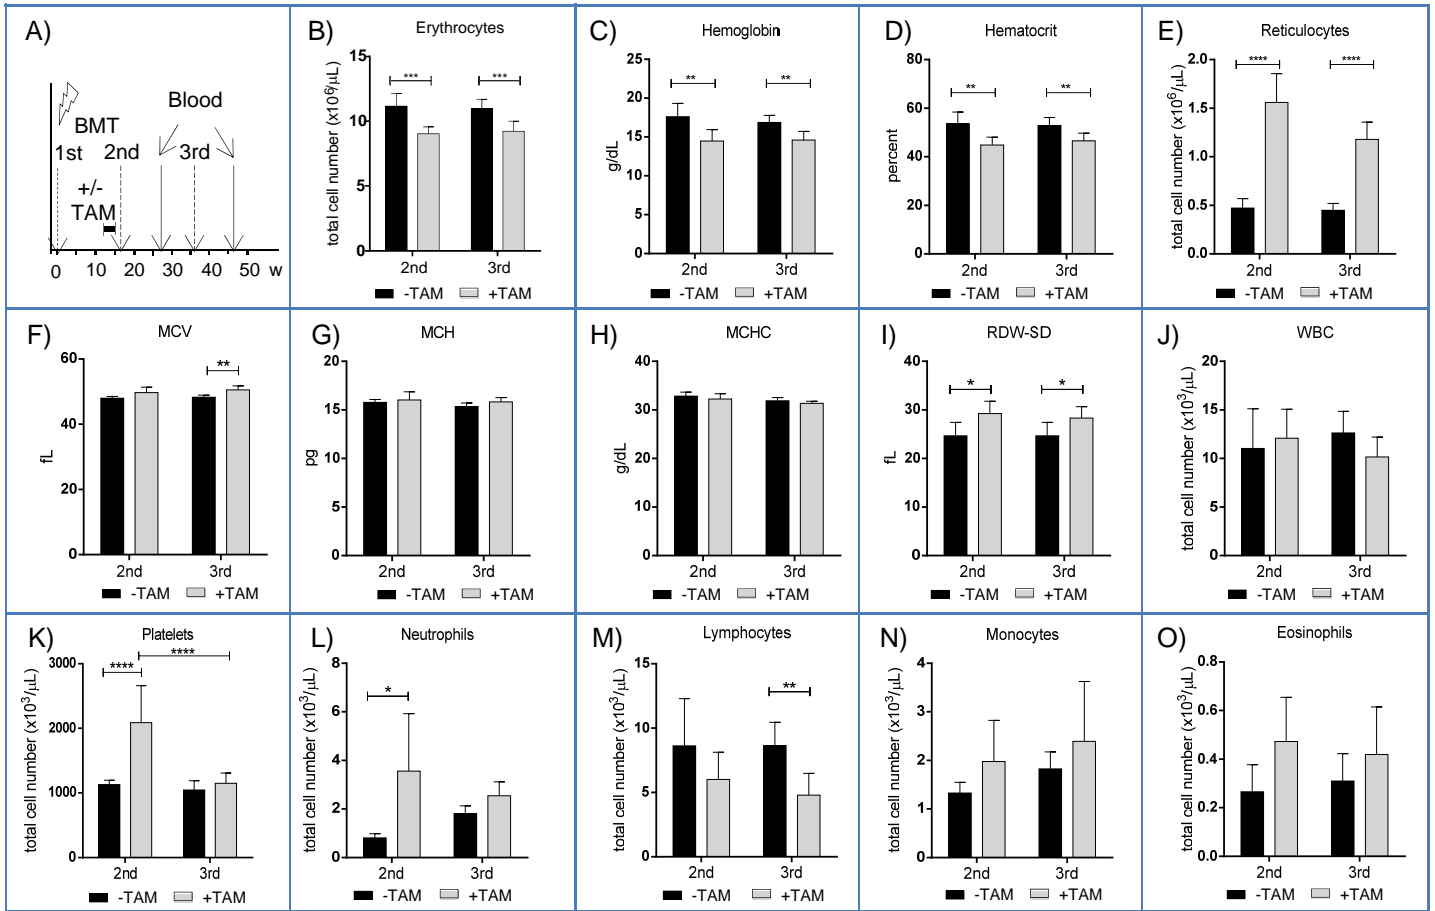 A)
Blood
BMT
1st 2nd 3rd
+/-
TAM
0 10 20 30 40 50 w
B)
Erythrocytes
total cell number (x10⁶/µL)
15
10
5
0
***
***
2nd 3rd
-TAM +TAM
C)
Hemoglobin
g/dL
25
20
15
10
5
0
**
**
2nd 3rd
-TAM +TAM
D)
Hematocrit
percent
80
60
40
20
0
**
**
2nd 3rd
-TAM +TAM
E)
Reticulocytes
total cell number (x10⁶/µL)
2.0
1.5
1.0
0.5
0.0
****
****
2nd 3rd
-TAM +TAM
F)
MCV
fL
60
40
20
0
**
2nd 3rd
-TAM +TAM
G)
MCH
pg
20
15
10
5
0
2nd 3rd
-TAM +TAM
H)
MCHC
g/dL
40
30
20
10
0
2nd 3rd
-TAM +TAM
I)
RDW-SD
fL
40
30
20
10
0
*
*
2nd 3rd
-TAM +TAM
J)
WBC
total cell number (x10³/µL)
20
15
10
5
0
2nd 3rd
-TAM +TAM
K)
Platelets
total cell number (x10³/µL)
3000
2000
1000
0
****
****
2nd 3rd
-TAM +TAM
L)
Neutrophils
total cell number (x10³/µL)
8
6
4
2
0
*
2nd 3rd
-TAM +TAM
M)
Lymphocytes
total cell number (x10³/µL)
15
10
5
0
**
2nd 3rd
-TAM +TAM
N)
Monocytes
total cell number (x10³/µL)
4
3
2
1
0
2nd 3rd
-TAM +TAM
O)
Eosinophils
total cell number (x10³/µL)
0.8
0.6
0.4
0.2
0.0
2nd 3rd
-TAM +TAM